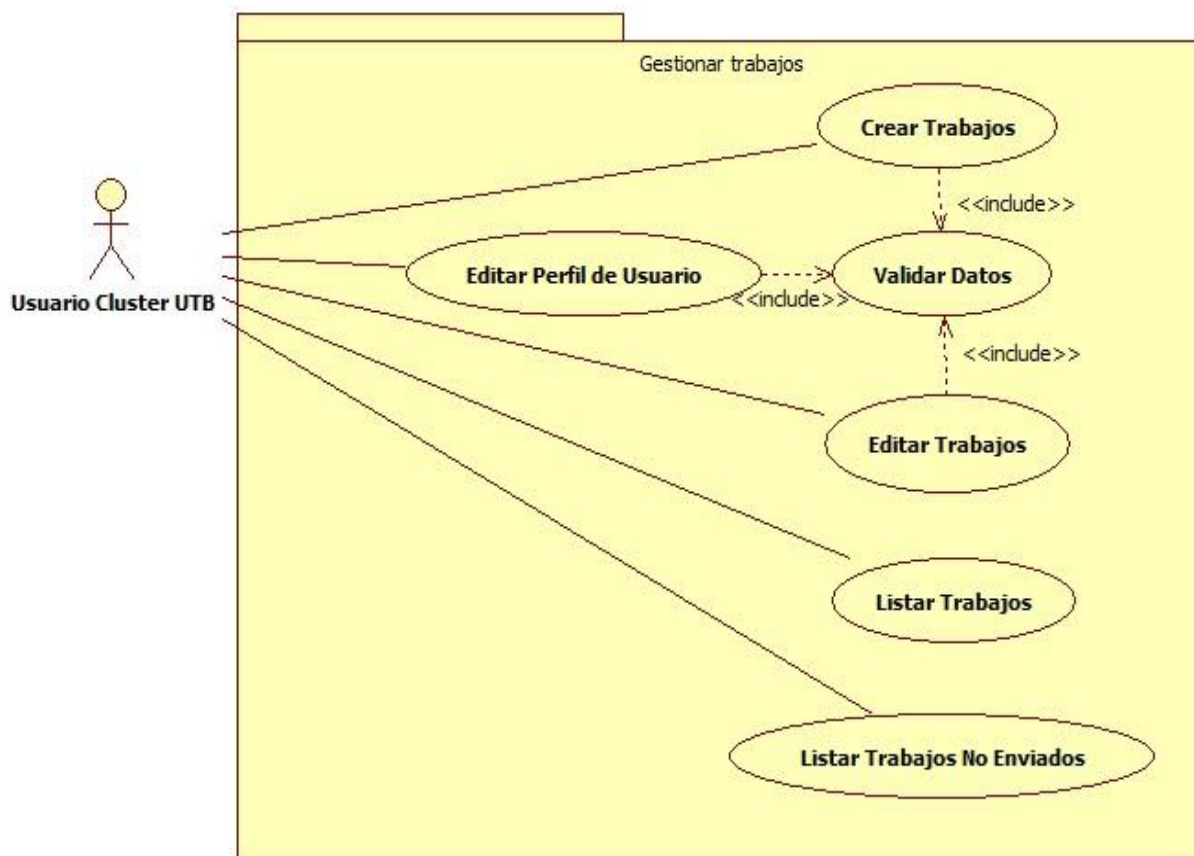 Gestionar trabajos
Crear Trabajos
<<include>>
Usuario Cluster UTB
Editar Perfil de Usuario
<<include>>
Validar Datos
<<include>>
Editar Trabajos
Listar Trabajos
Listar Trabajos No Enviados